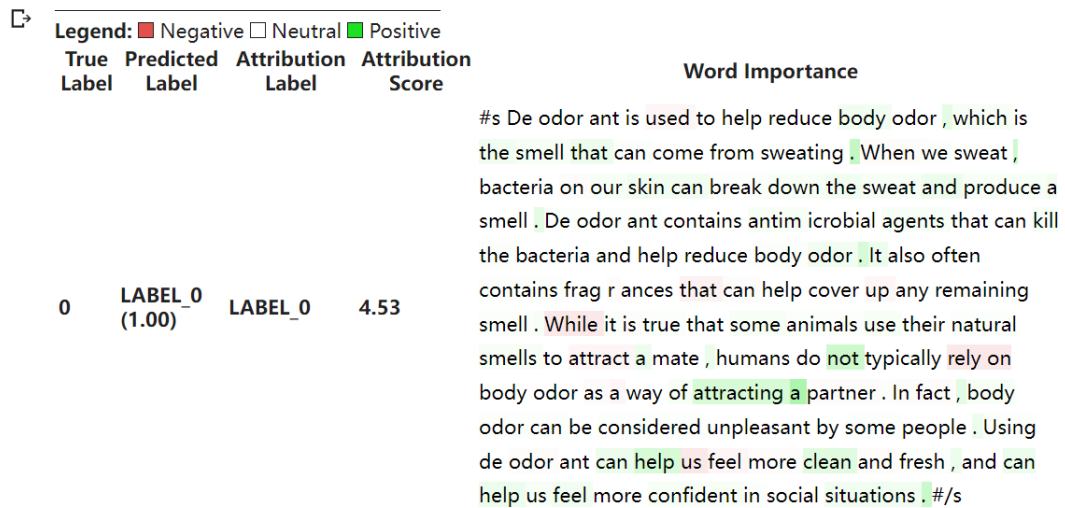 Legend: Negative Neutral Positive
True Label Predicted Label Attribution Label Attribution Score Word Importance
0 LABEL_0 (1.00) LABEL_0 4.53
#s De odor ant is used to help reduce body odor , which is
the smell that can come from sweating . When we sweat ,
bacteria on our skin can break down the sweat and produce a
smell . De odor ant contains antim icrobial agents that can kill
the bacteria and help reduce body odor . It also often
contains frag r ances that can help cover up any remaining
smell . While it is true that some animals use their natural
smells to attract a mate , humans do not typically rely on
body odor as a way of attracting a partner . In fact , body
odor can be considered unpleasant by some people . Using
de odor ant can help us feel more clean and fresh , and can
help us feel more confident in social situations . #/s